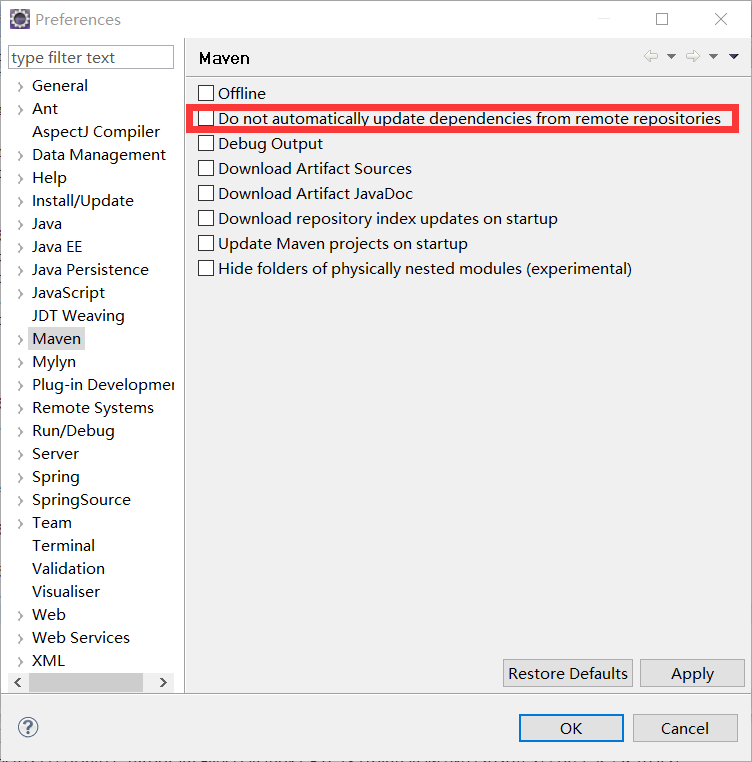 Preferences
type filter text
General
Ant
AspectJ Compiler
Data Management
Help
Install/Update
Java
Java EE
Java Persistence
JavaScript
JDT Weaving
Maven
Mylyn
Plug-in Developmen
Remote Systems
Run/Debug
Server
Spring
SpringSource
Team
Terminal
Validation
Visualiser
Web
Web Services
XML
Maven
Offline
Do not automatically update dependencies from remote repositories
Debug Output
Download Artifact Sources
Download Artifact JavaDoc
Download repository index updates on startup
Update Maven projects on startup
Hide folders of physically nested modules (experimental)
Restore Defaults
Apply
OK
Cancel